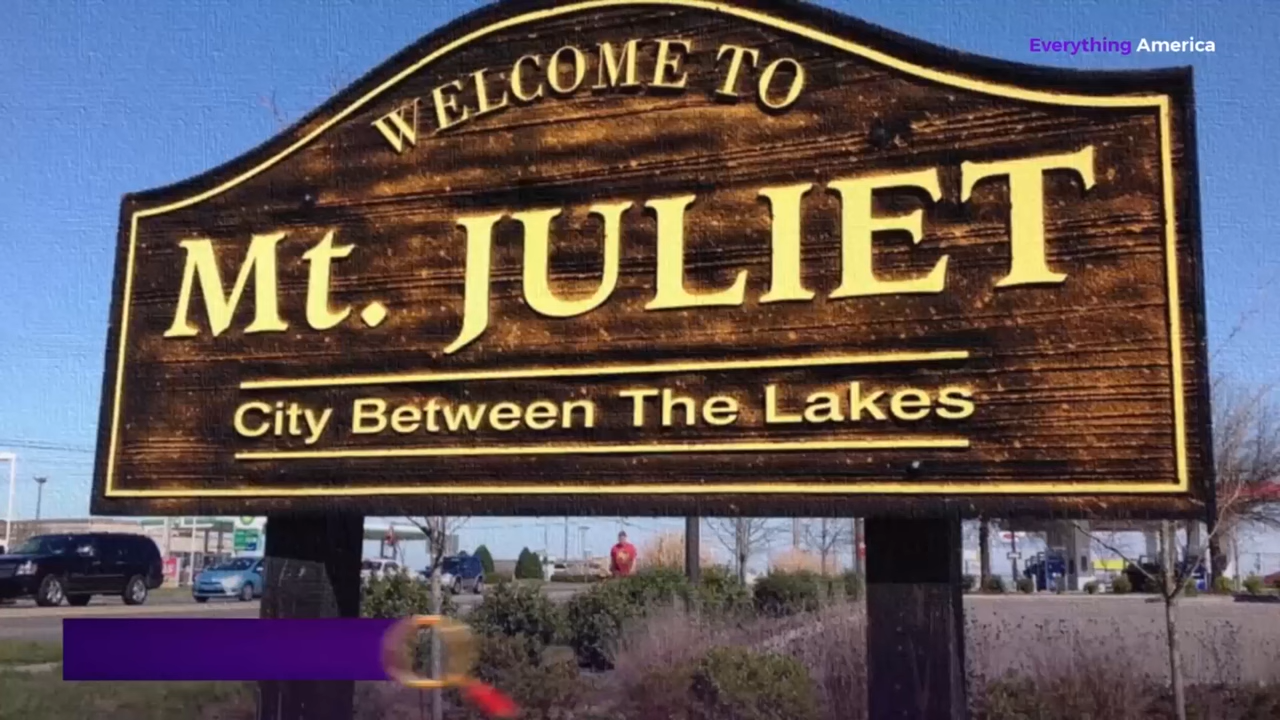 Everything America
WELCOME TO
Mt. JULIET
City Between The Lakes